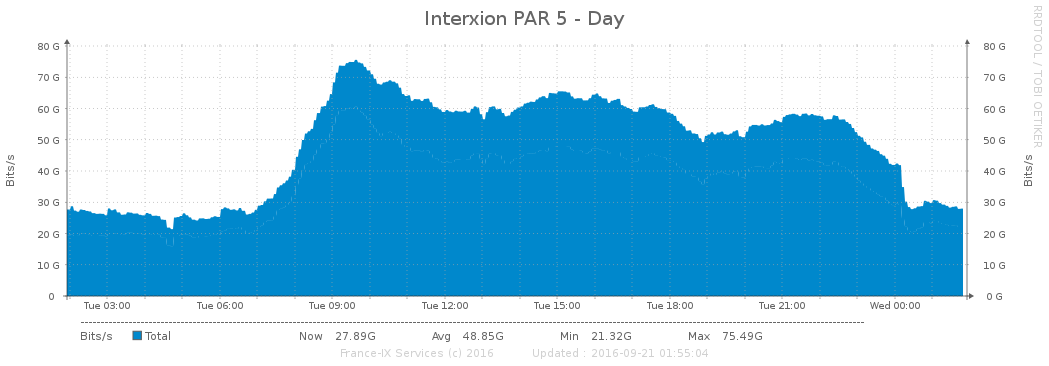 Interxion PAR 5 - Day
RRDTOOL / TOBI OETIKER
Bits/s
80 G
70 G
60 G
50 G
40 G
30 G
20 G
10 G
0
80 G
70 G
60 G
50 G
40 G
30 G
20 G
10 G
0 G
Bits/s
Tue 03:00 Tue 06:00 Tue 09:00 Tue 12:00 Tue 15:00 Tue 18:00 Tue 21:00 Wed 00:00
Bits/s Total Now 27.89G Avg 48.85G Min 21.32G Max 75.49G
France-IX Services (c) 2016 Updated : 2016-09-21 01:55:04